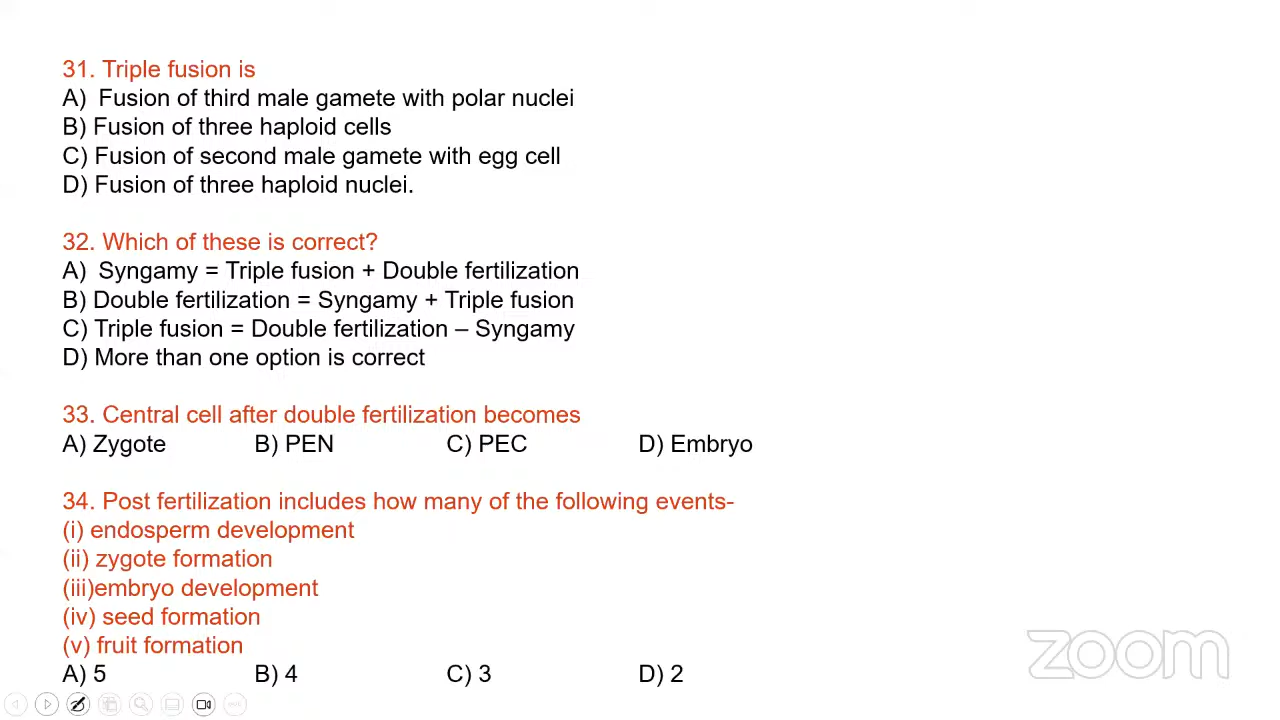 31. Triple fusion is
A) Fusion of third male gamete with polar nuclei
B) Fusion of three haploid cells
C) Fusion of second male gamete with egg cell
D) Fusion of three haploid nuclei.
32. Which of these is correct?
A) Syngamy = Triple fusion + Double fertilization
B) Double fertilization = Syngamy + Triple fusion
C) Triple fusion = Double fertilization – Syngamy
D) More than one option is correct
33. Central cell after double fertilization becomes
A) Zygote B) PEN C) PEC D) Embryo
34. Post fertilization includes how many of the following events-
(i) endosperm development
(ii) zygote formation
(iii)embryo development
(iv) seed formation
(v) fruit formation
A) 5 B) 4 C) 3 D) 2
zoom